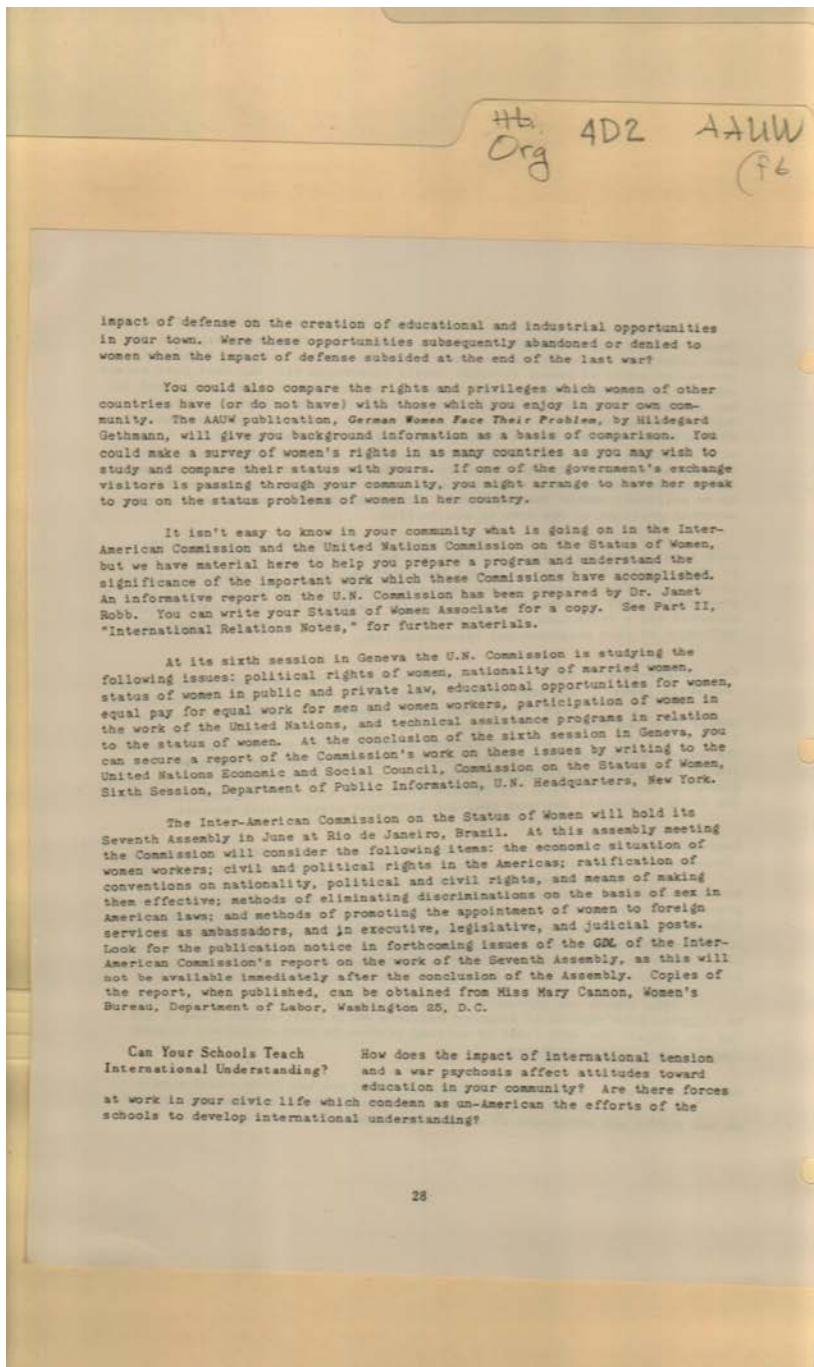 Org 4D2 AAUW
impact of defense on the creation of educational and industrial opportunities
in your town. Were these opportunities subsequently abandoned or denied to
women when the impact of defense subsided at the end of the last war?
You could also compare the rights and privileges which women of other
countries have (or do not have) with those which you enjoy in your own com-
munity. The AAUW publication, German Women Face Their Problem, by Hildegard
Gethmann, will give you background information as a basis of comparison. You
could make a survey of women's rights in as many countries as you may wish to
study and compare their status with yours. If one of the government's exchange
visitors is passing through your community, you might arrange to have her speak
to you on the status problems of women in her country.
It isn't easy to know in your community what is going on in the Inter-
American Commission and the United Nations Commission on the Status of Women,
but we have material here to help you prepare a program and understand the
significance of the important work which these Commissions have accomplished.
An informative report on the U.N. Commission has been prepared by Dr. Janet
Robb. You can write your Status of Women Associate for a copy. See Part II,
"International Relations Notes," for further materials.
At its sixth session in Geneva the U.N. Commission is studying the
following issues: political rights of women, nationality of married women,
status of women in public and private law, educational opportunities for women,
equal pay for equal work for men and women workers, participation of women in
the work of the United Nations, and technical assistance programs in relation
to the status of women. At the conclusion of the sixth session in Geneva, you
can secure a report of the Commission's work on these issues by writing to the
United Nations Economic and Social Council, Commission on the Status of Women,
Sixth Session, Department of Public Information, U.N. Headquarters, New York.
The Inter-American Commission on the Status of Women will hold its
Seventh Assembly in June at Rio de Janeiro, Brazil. At this assembly meeting
the Commission will consider the following items: the economic situation of
women workers; civil and political rights in the Americas; ratification of
conventions on nationality, political and civil rights, and means of making
them effective; methods of eliminating discriminations on the basis of sex in
American laws; and methods of promoting the appointment of women to foreign
services as ambassadors, and in executive, legislative, and judicial posts.
Look for the publication notice in forthcoming issues of the GDL of the Inter-
American Commission's report on the work of the Seventh Assembly, as this will
not be available immediately after the conclusion of the Assembly. Copies of
the report, when published, can be obtained from Miss Mary Cannon, Women's
Bureau, Department of Labor, Washington 25, D.C.
Can Your Schools Teach How does the impact of international tension
International Understanding? and a war psychosis affect attitudes toward
education in your community? Are there forces
at work in your civic life which condemn as un-American the efforts of the
schools to develop international understanding?
28